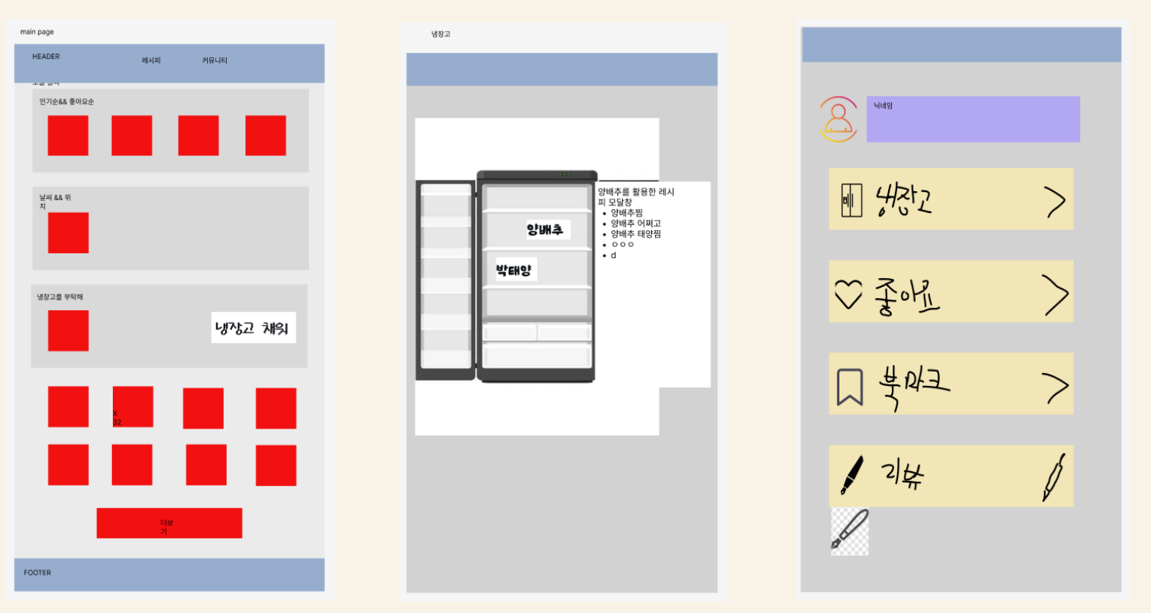 main page
HEADER
레시피
커뮤니티
인기순&& 좋아요순
날씨 && 위
치
냉장고를 부탁해
냉장고 채워
X
32
더보
기
FOOTER
냉장고
양배추
박태양
양배추를 활용한 레시
피 모달창
• 양배추찜
• 양배추 어쩌고
• 양배추 태양찜
• ㅇㅇㅇ
• d
닉네임
냉장고
좋아요
북마크
리뷰